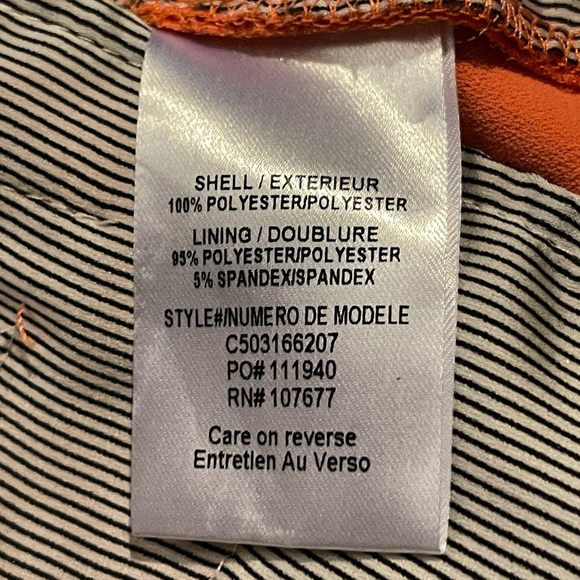 SHELL / EXTERIEUR
100% POLYESTER/POLYESTER
LINING / DOUBLURE
95% POLYESTER/POLYESTER
5% SPANDEX/SPANDEX
STYLE#/NUMERO DE MODELE
C503166207
PO# 111940
RN# 107677
Care on reverse
Entretien Au Verso